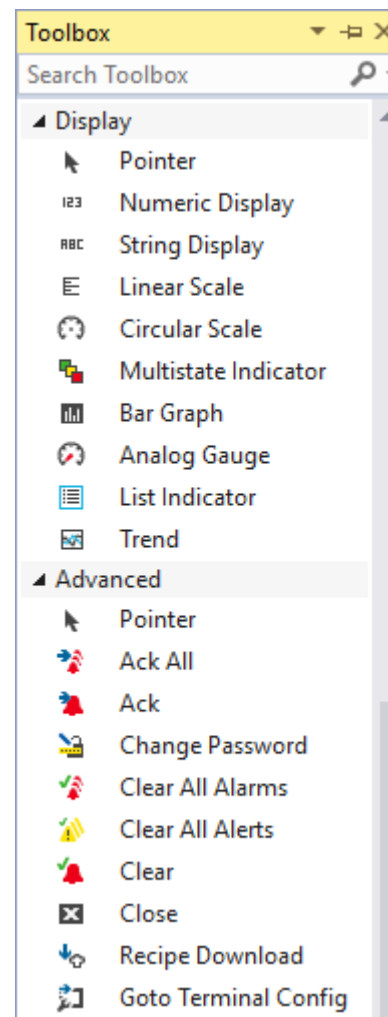 Toolbox
Search Toolbox
Display
Pointer
123 Numeric Display
ABC String Display
Linear Scale
Circular Scale
Multistate Indicator
Bar Graph
Analog Gauge
List Indicator
Trend
Advanced
Pointer
Ack All
Ack
Change Password
Clear All Alarms
Clear All Alerts
Clear
Close
Recipe Download
Goto Terminal Config